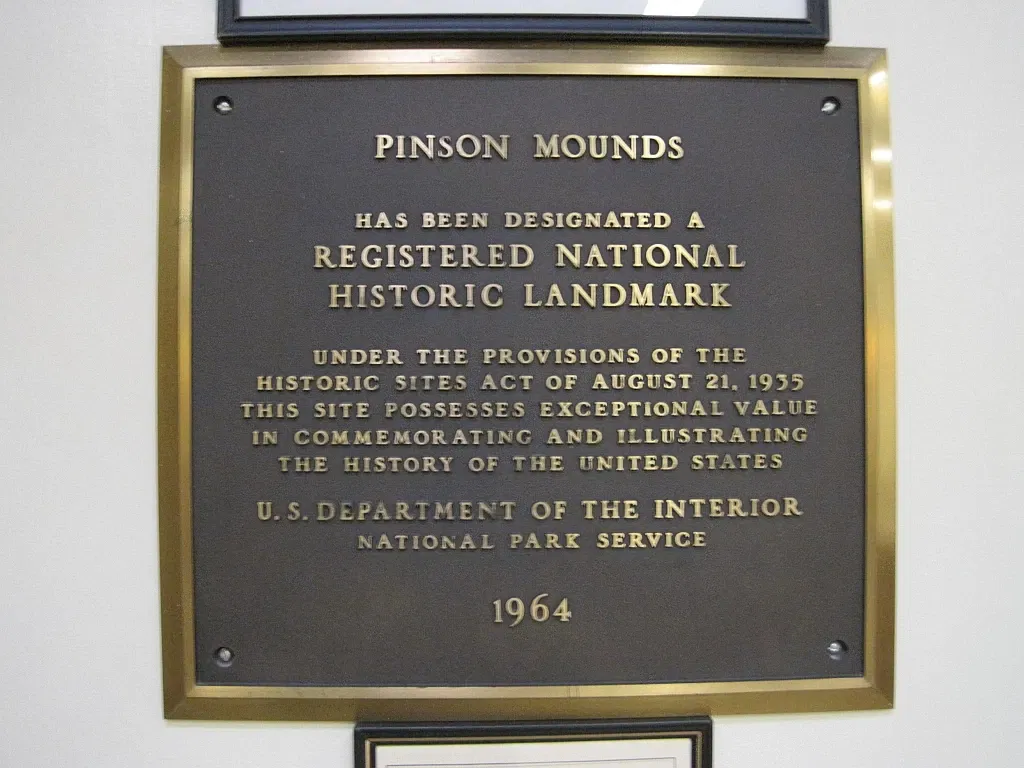 PINSON MOUNDS
HAS BEEN DESIGNATED A
REGISTERED NATIONAL
HISTORIC LANDMARK
UNDER THE PROVISIONS OF THE
HISTORIC SITES ACT OF AUGUST 21, 1935
THIS SITE POSSESSES EXCEPTIONAL VALUE
IN COMMEMORATING AND ILLUSTRATING
THE HISTORY OF THE UNITED STATES
U. S. DEPARTMENT OF THE INTERIOR
NATIONAL PARK SERVICE
1964